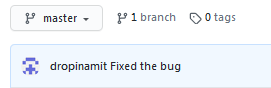 master 1 branch 0 tags
dropinamit Fixed the bug